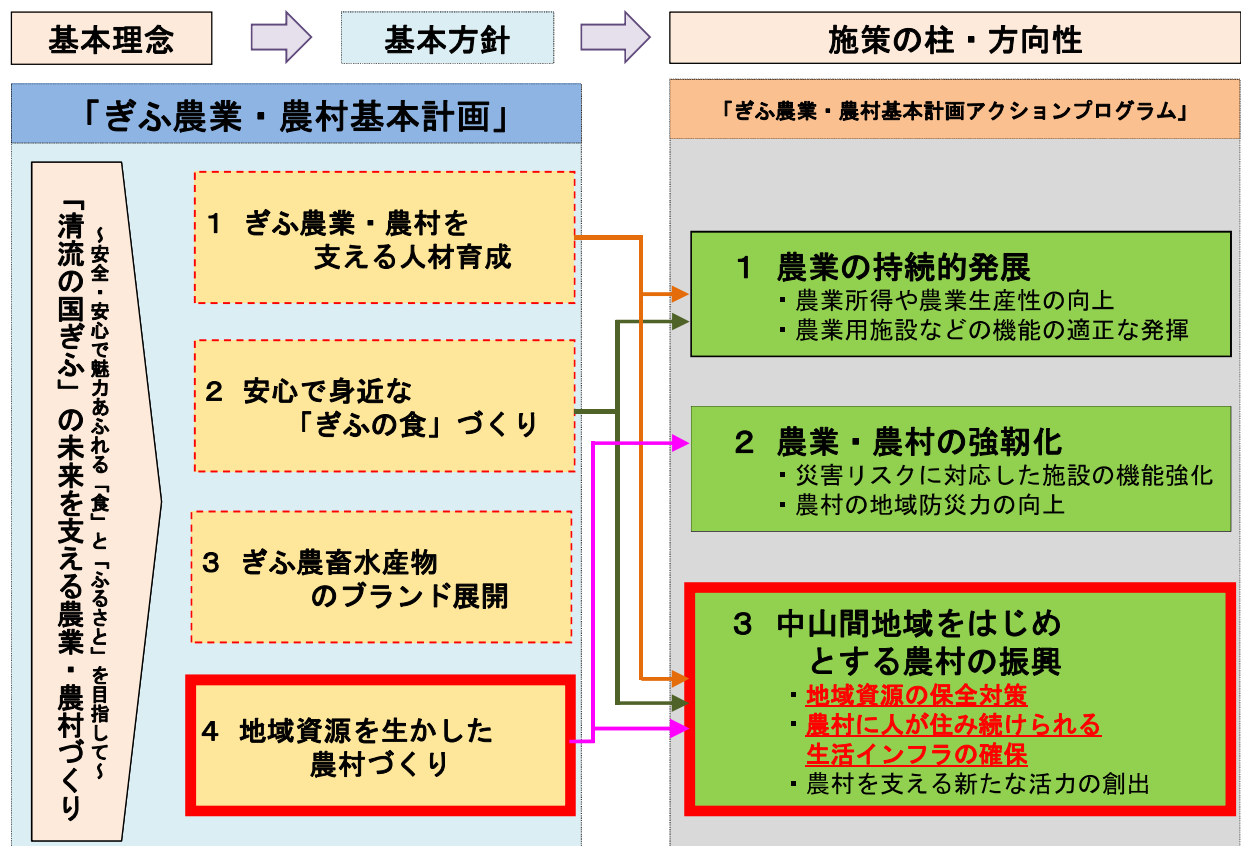 基本理念
基本方針
施策の柱・方向性
「ぎふ農業・農村基本計画」
「ぎふ農業・農村基本計画アクションプログラム」
「清流の国ぎふ」の未来を支える農業・農村づくり
～安全・安心で魅力あふれる「食」と「ふるさと」を目指して～
１ ぎふ農業・農村を
支える人材育成
２ 安心で身近な
「ぎふの食」づくり
３ ぎふ農畜水産物
のブランド展開
４ 地域資源を生かした
農村づくり
１ 農業の持続的発展
・農業所得や農業生産性の向上
・農業用施設などの機能の適正な発揮
２ 農業・農村の強靭化
・災害リスクに対応した施設の機能強化
・農村の地域防災力の向上
３ 中山間地域をはじめ
とする農村の振興
・地域資源の保全対策
・農村に人が住み続けられる
生活インフラの確保
・農村を支える新たな活力の創出